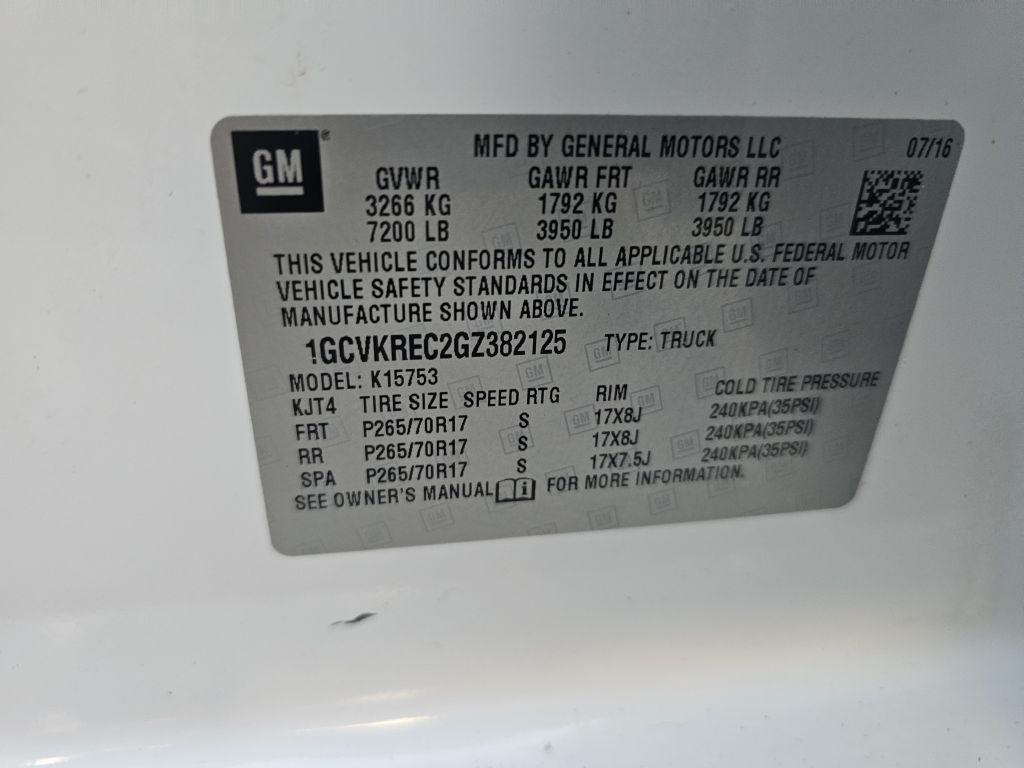 GM®
MFD BY GENERAL MOTORS LLC 07/16
GVWR GAWR FRT GAWR RR
3266 KG 1792 KG 1792 KG
7200 LB 3950 LB 3950 LB
THIS VEHICLE CONFORMS TO ALL APPLICABLE U.S. FEDERAL MOTOR
VEHICLE SAFETY STANDARDS IN EFFECT ON THE DATE OF
MANUFACTURE SHOWN ABOVE.
1GCVKREC2GZ382125 TYPE: TRUCK
MODEL: K15753
KJT4 TIRE SIZE SPEED RTG RIM COLD TIRE PRESSURE
FRT P265/70R17 S 17X8J 240KPA(35PSI)
RR P265/70R17 S 17X8J 240KPA(35PSI)
SPA P265/70R17 S 17X7.5J 240KPA(35PSI)
SEE OWNER'S MANUAL i FOR MORE INFORMATION.